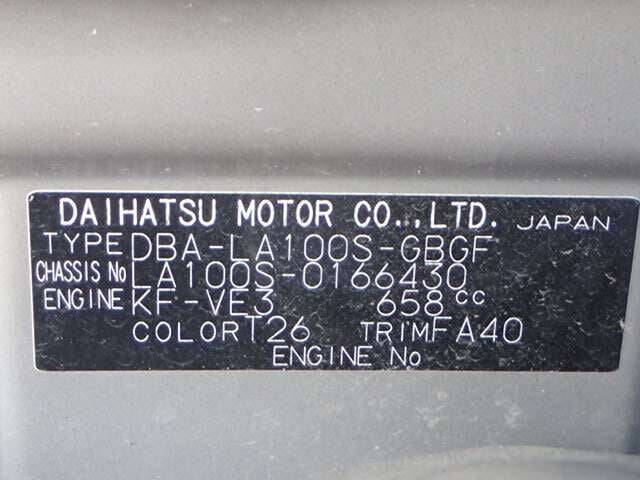 DAIHATSU MOTOR CO.,LTD. JAPAN
TYPE DBA-LA100S-GBGF
CHASSIS No LA100S-0166430
ENGINE KF-VE3 658cc
COLOR T26 TRIM FA40
ENGINE No